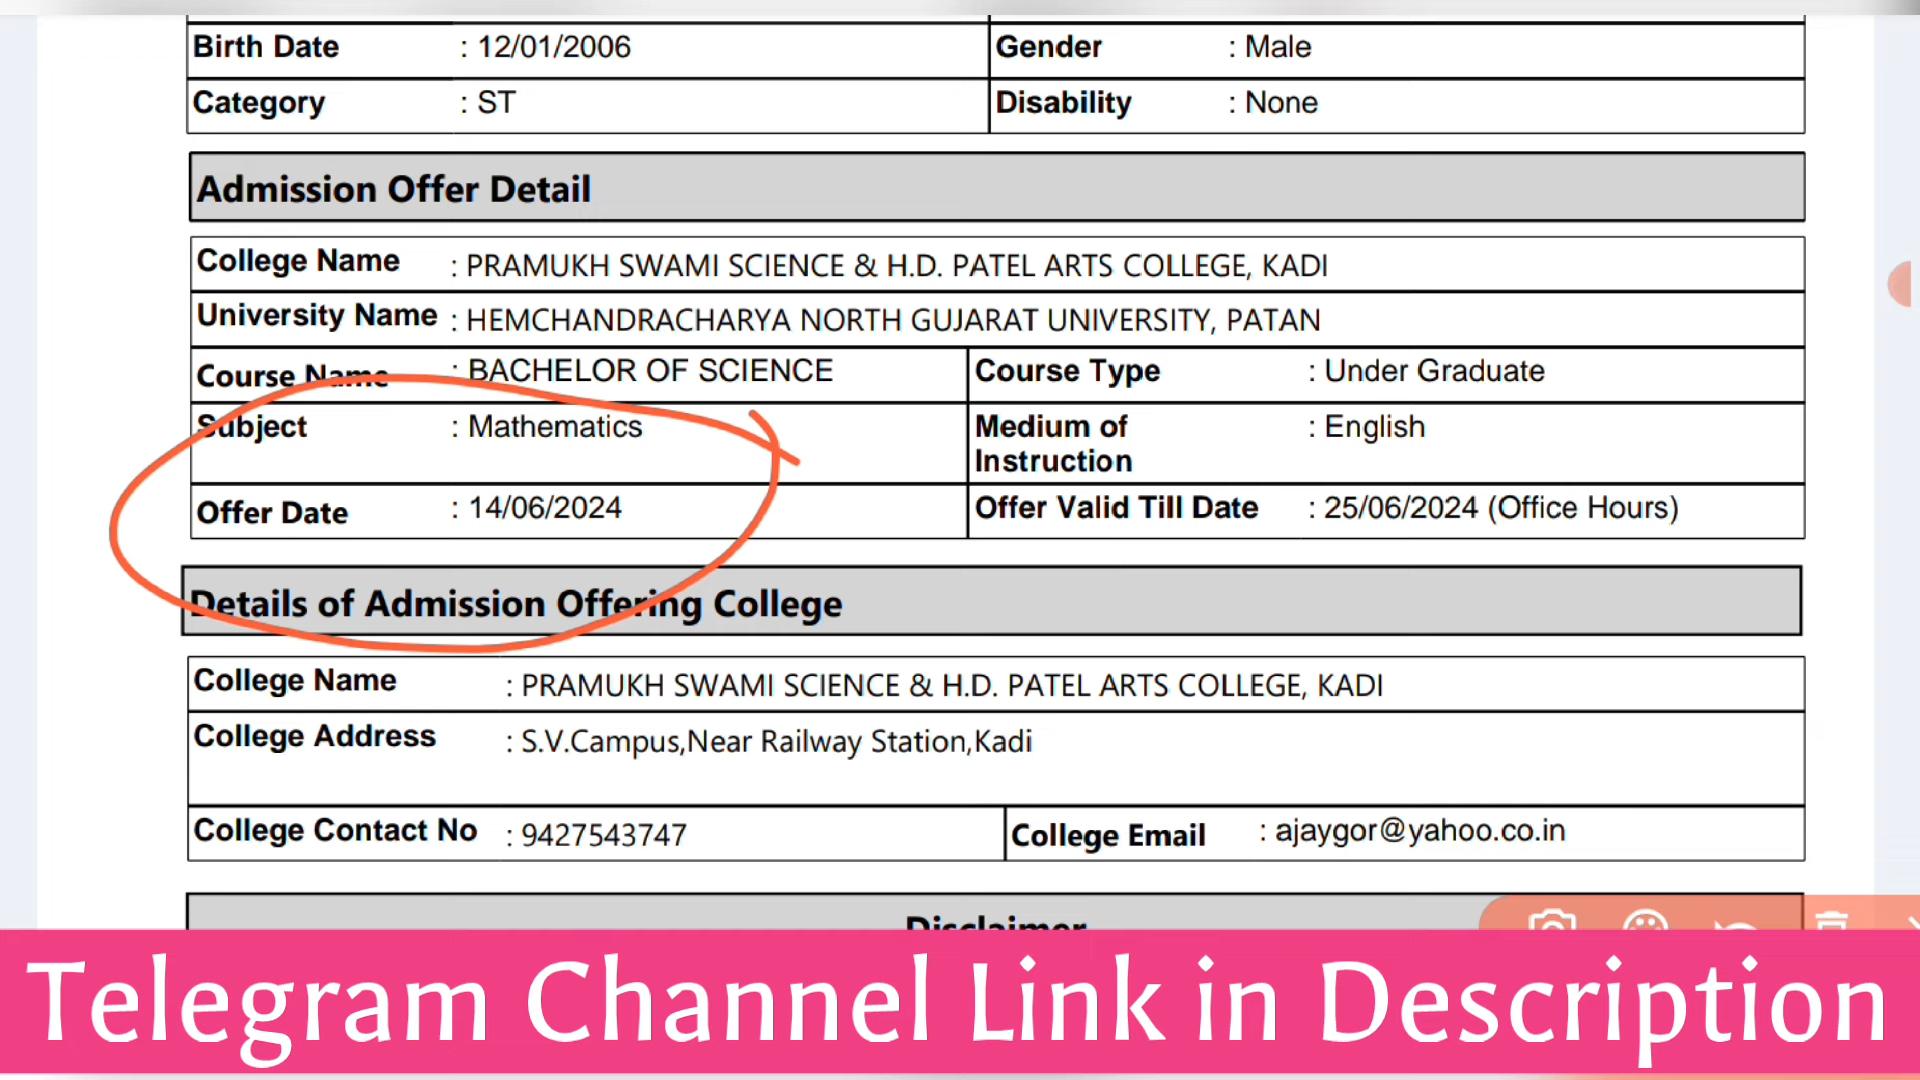 Birth Date : 12/01/2006 Gender : Male
Category : ST Disability : None
Admission Offer Detail
College Name : PRAMUKH SWAMI SCIENCE & H.D. PATEL ARTS COLLEGE, KADI
University Name : HEMCHANDRACHARYA NORTH GUJARAT UNIVERSITY, PATAN
Course Name : BACHELOR OF SCIENCE Course Type : Under Graduate
Subject : Mathematics Medium of Instruction : English
Offer Date : 14/06/2024 Offer Valid Till Date : 25/06/2024 (Office Hours)
Details of Admission Offering College
College Name : PRAMUKH SWAMI SCIENCE & H.D. PATEL ARTS COLLEGE, KADI
College Address : S.V.Campus,Near Railway Station,Kadi
College Contact No : 9427543747 College Email : ajaygor@yahoo.co.in
Disclaimer
Telegram Channel Link in Description